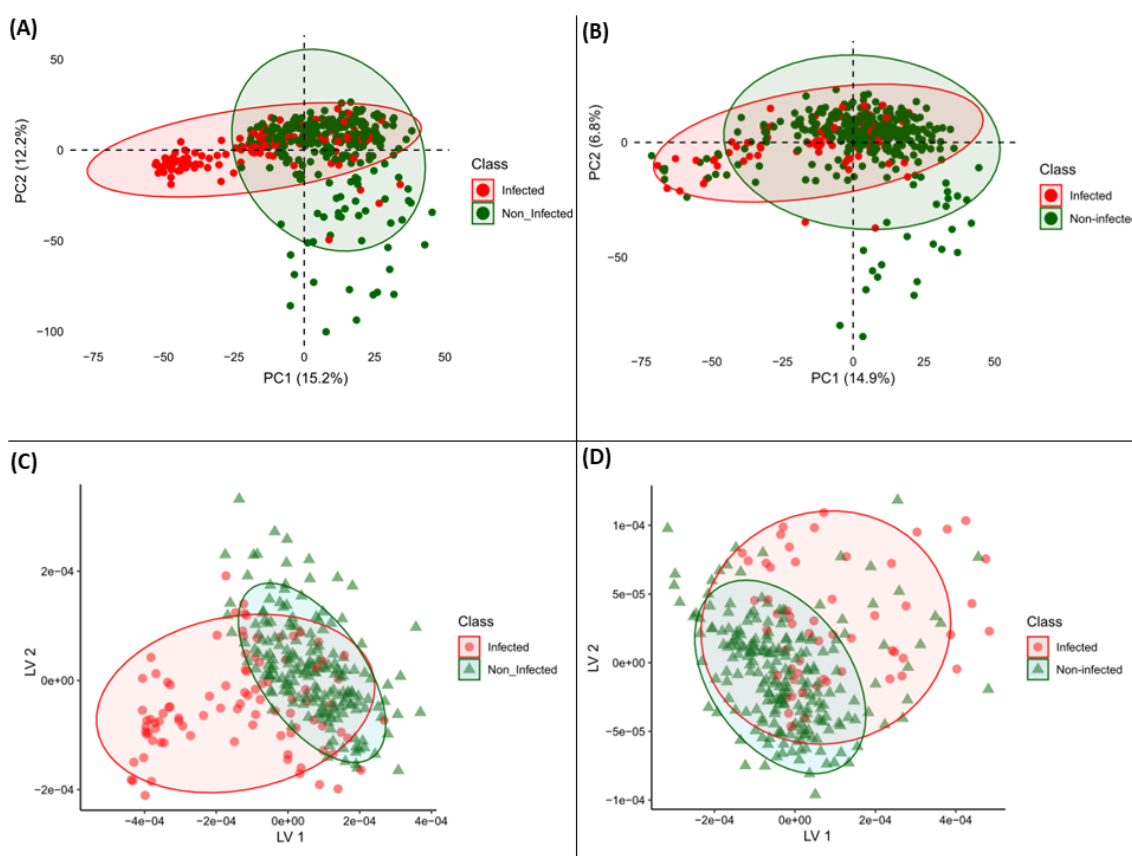 (A)
50
0
−50
−100
PC2 (12.2%)
−75
−50
−25
0
25
50
PC1 (15.2%)
Class
Infected
Non_Infected
(B)
0
−50
PC2 (6.8%)
−75
−50
−25
0
25
50
PC1 (14.9%)
Class
Infected
Non-infected
(C)
2e−04
0e+00
−2e−04
LV 2
−4e−04
−2e−04
0e+00
2e−04
4e−04
LV 1
Class
Infected
Non_Infected
(D)
1e−04
5e−05
0e+00
−5e−05
−1e−04
LV 2
−2e−04
0e+00
2e−04
4e−04
LV 1
Class
Infected
Non-infected